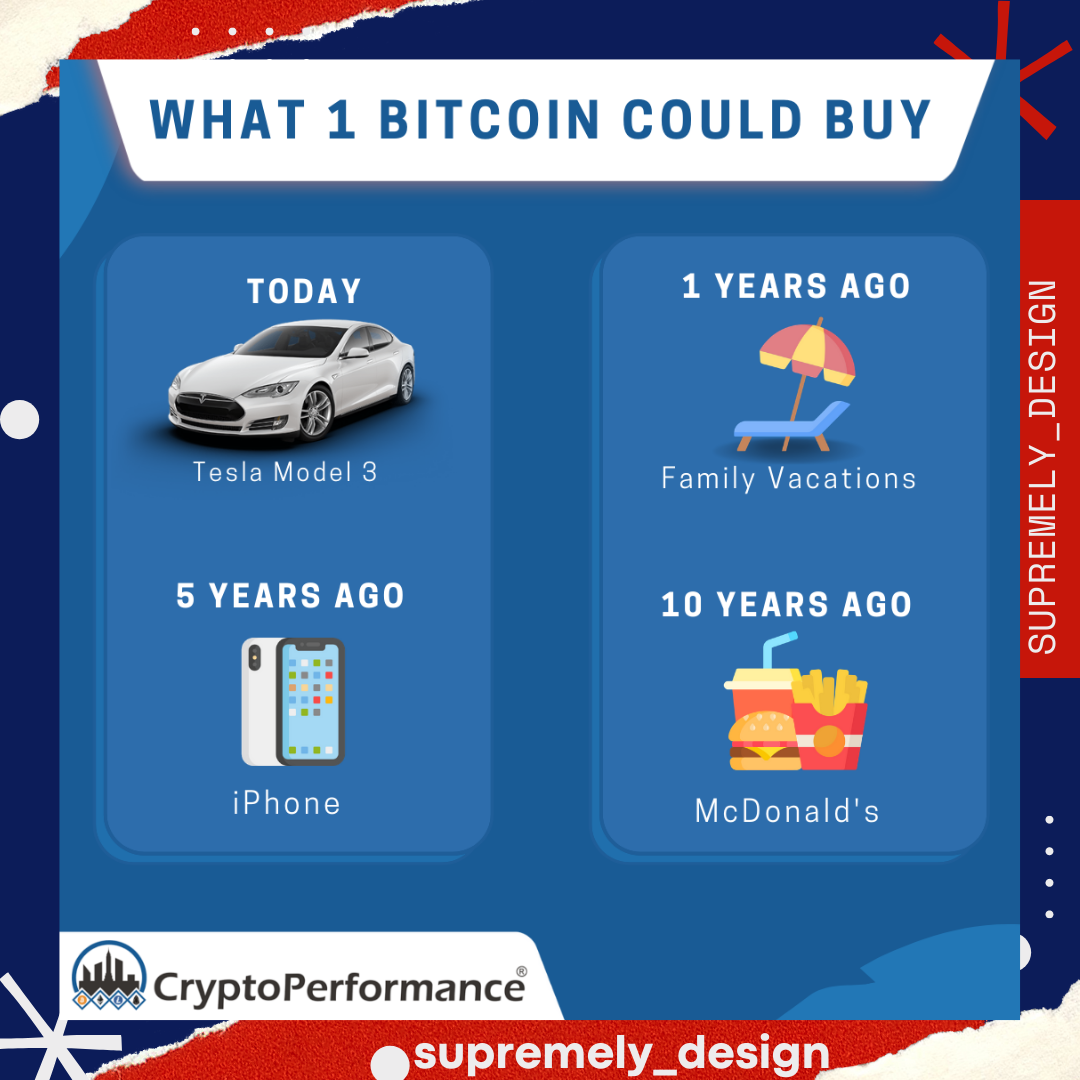 WHAT 1 BITCOIN COULD BUY
TODAY
Tesla Model 3
1 YEARS AGO
Family Vacations
5 YEARS AGO
iPhone
10 YEARS AGO
McDonald's
CryptoPerformance®
SUPREMELY_DESIGN
supremely_design